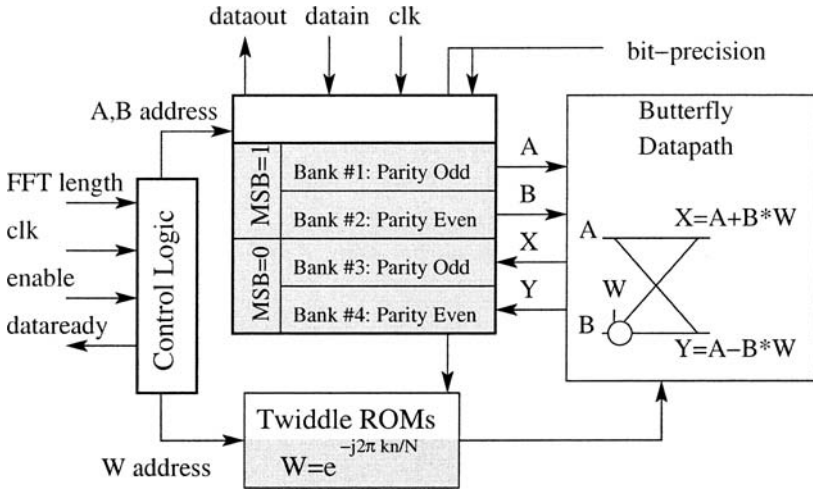 dataout datain clk
bit-precision
A,B address
FFT length
clk
enable
dataready
Control Logic
MSB=1
Bank #1: Parity Odd
Bank #2: Parity Even
MSB=0
Bank #3: Parity Odd
Bank #4: Parity Even
A
B
X
Y
Butterfly
Datapath
A X=A+B*W
W
B Y=A-B*W
Twiddle ROMs
W=e -j2π kn/N
W address